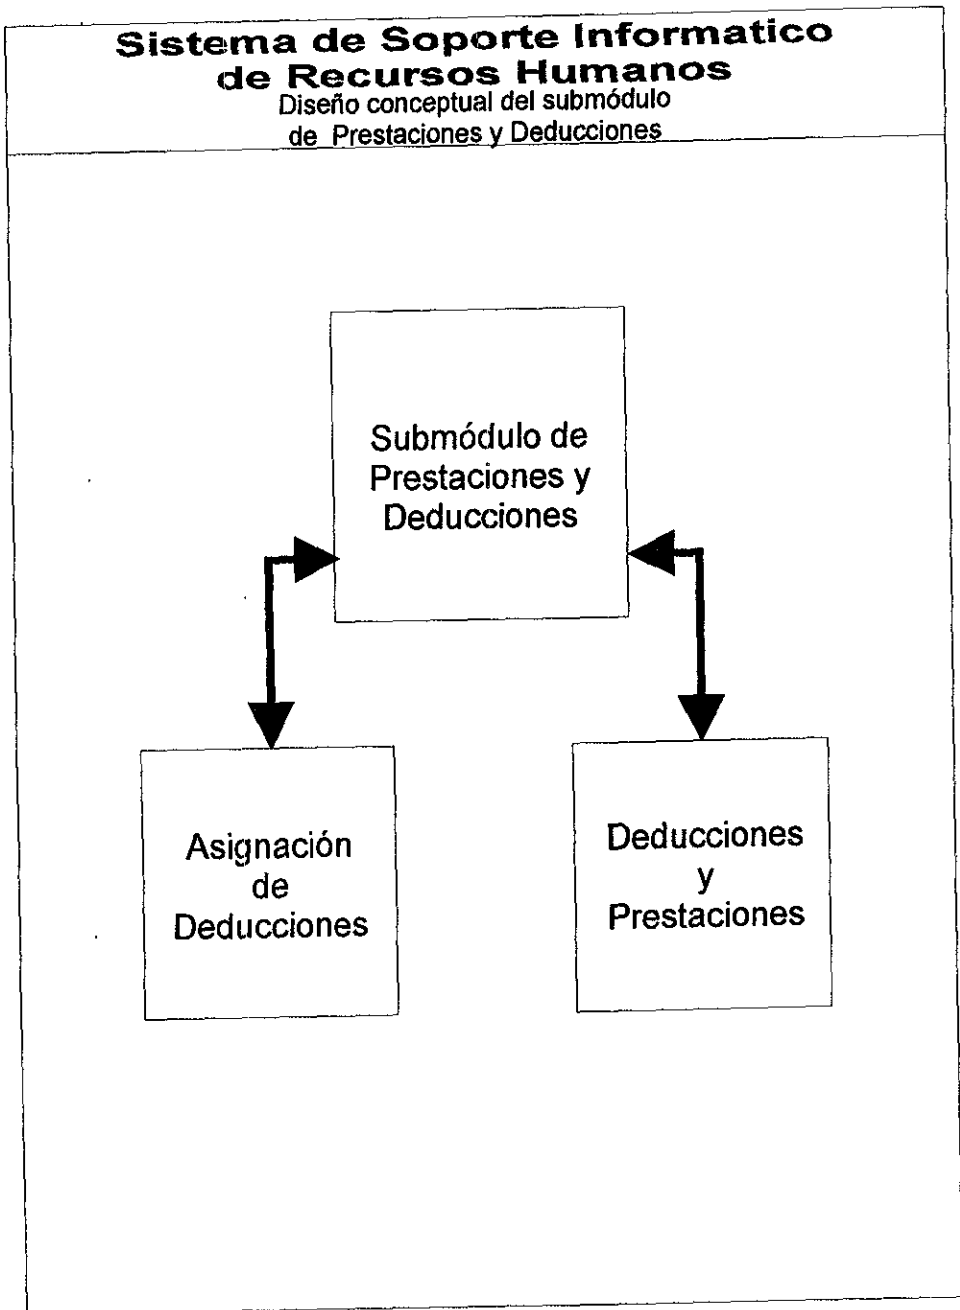 Sistema de Soporte Informatico
de Recursos Humanos
Diseño conceptual del submódulo
de Prestaciones y Deducciones
Submódulo de
Prestaciones y
Deducciones
Asignación
de
Deducciones
Deducciones
y
Prestaciones